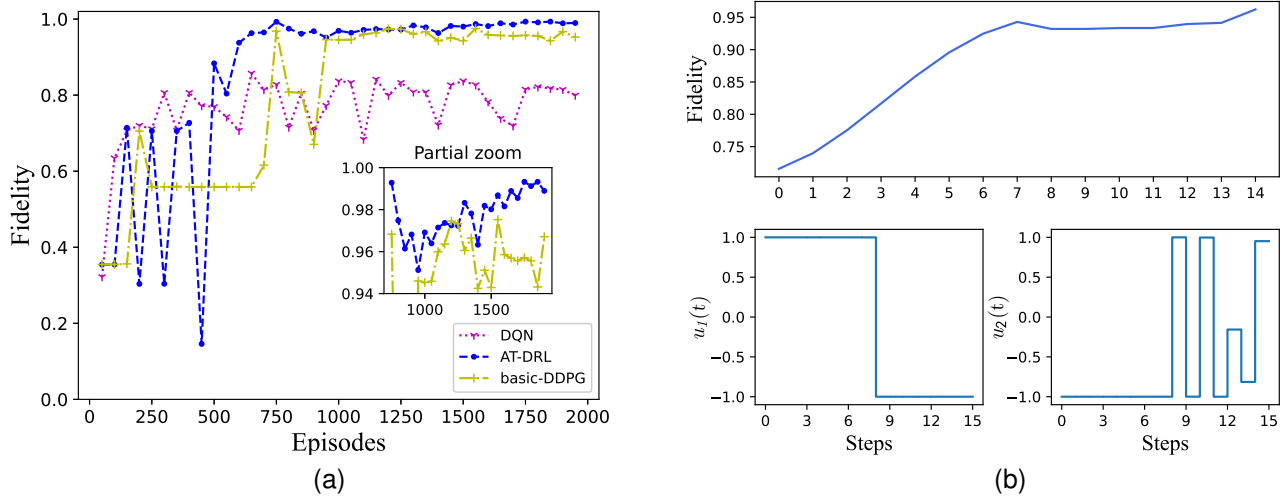 1.0
0.8
0.6
0.4
0.2
0.0
Fidelity
0 250 500 750 1000 1250 1500 1750 2000
Episodes
Partial zoom
1.00
0.98
0.96
0.94
1000 1500
DQN
AT-DRL
basic-DDPG
(a)
0.95
0.90
0.85
0.80
0.75
Fidelity
0 1 2 3 4 5 6 7 8 9 10 11 12 13 14
1.0
0.5
0.0
−0.5
−1.0
u1(t)
0 3 6 9 12 15
Steps
1.0
0.5
0.0
−0.5
−1.0
u2(t)
0 3 6 9 12 15
Steps
(b)